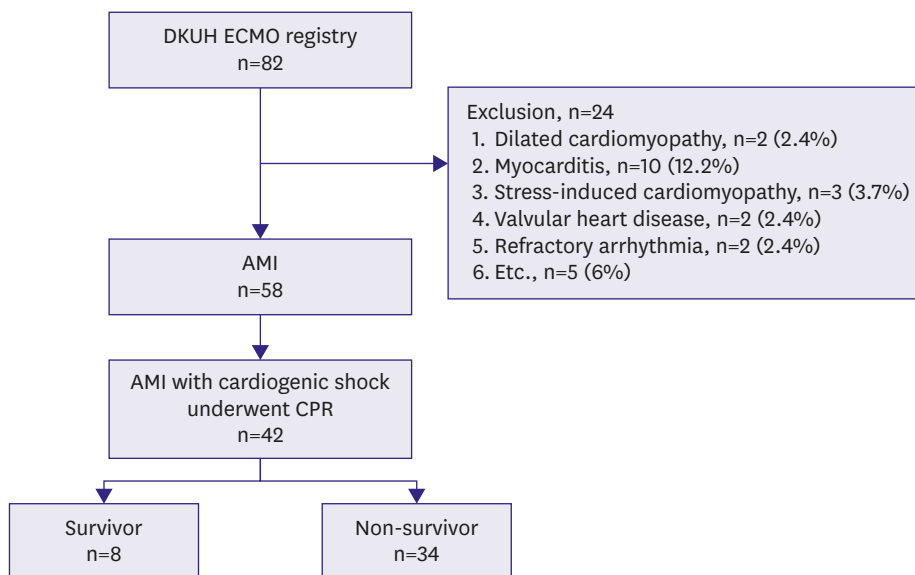 DKUH ECMO registry
n=82
Exclusion, n=24
1. Dilated cardiomyopathy, n=2 (2.4%)
2. Myocarditis, n=10 (12.2%)
3. Stress-induced cardiomyopathy, n=3 (3.7%)
4. Valvular heart disease, n=2 (2.4%)
5. Refractory arrhythmia, n=2 (2.4%)
6. Etc., n=5 (6%)
AMI
n=58
AMI with cardiogenic shock
underwent CPR
n=42
Survivor
n=8
Non-survivor
n=34